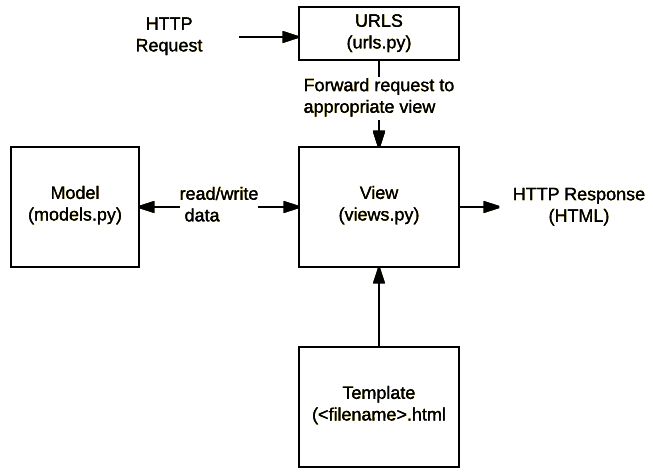 HTTP
Request
URLS
(urls.py)
Forward request to
appropriate view
Model
(models.py)
read/write
data
View
(views.py)
HTTP Response
(HTML)
Template
(<filename>.html